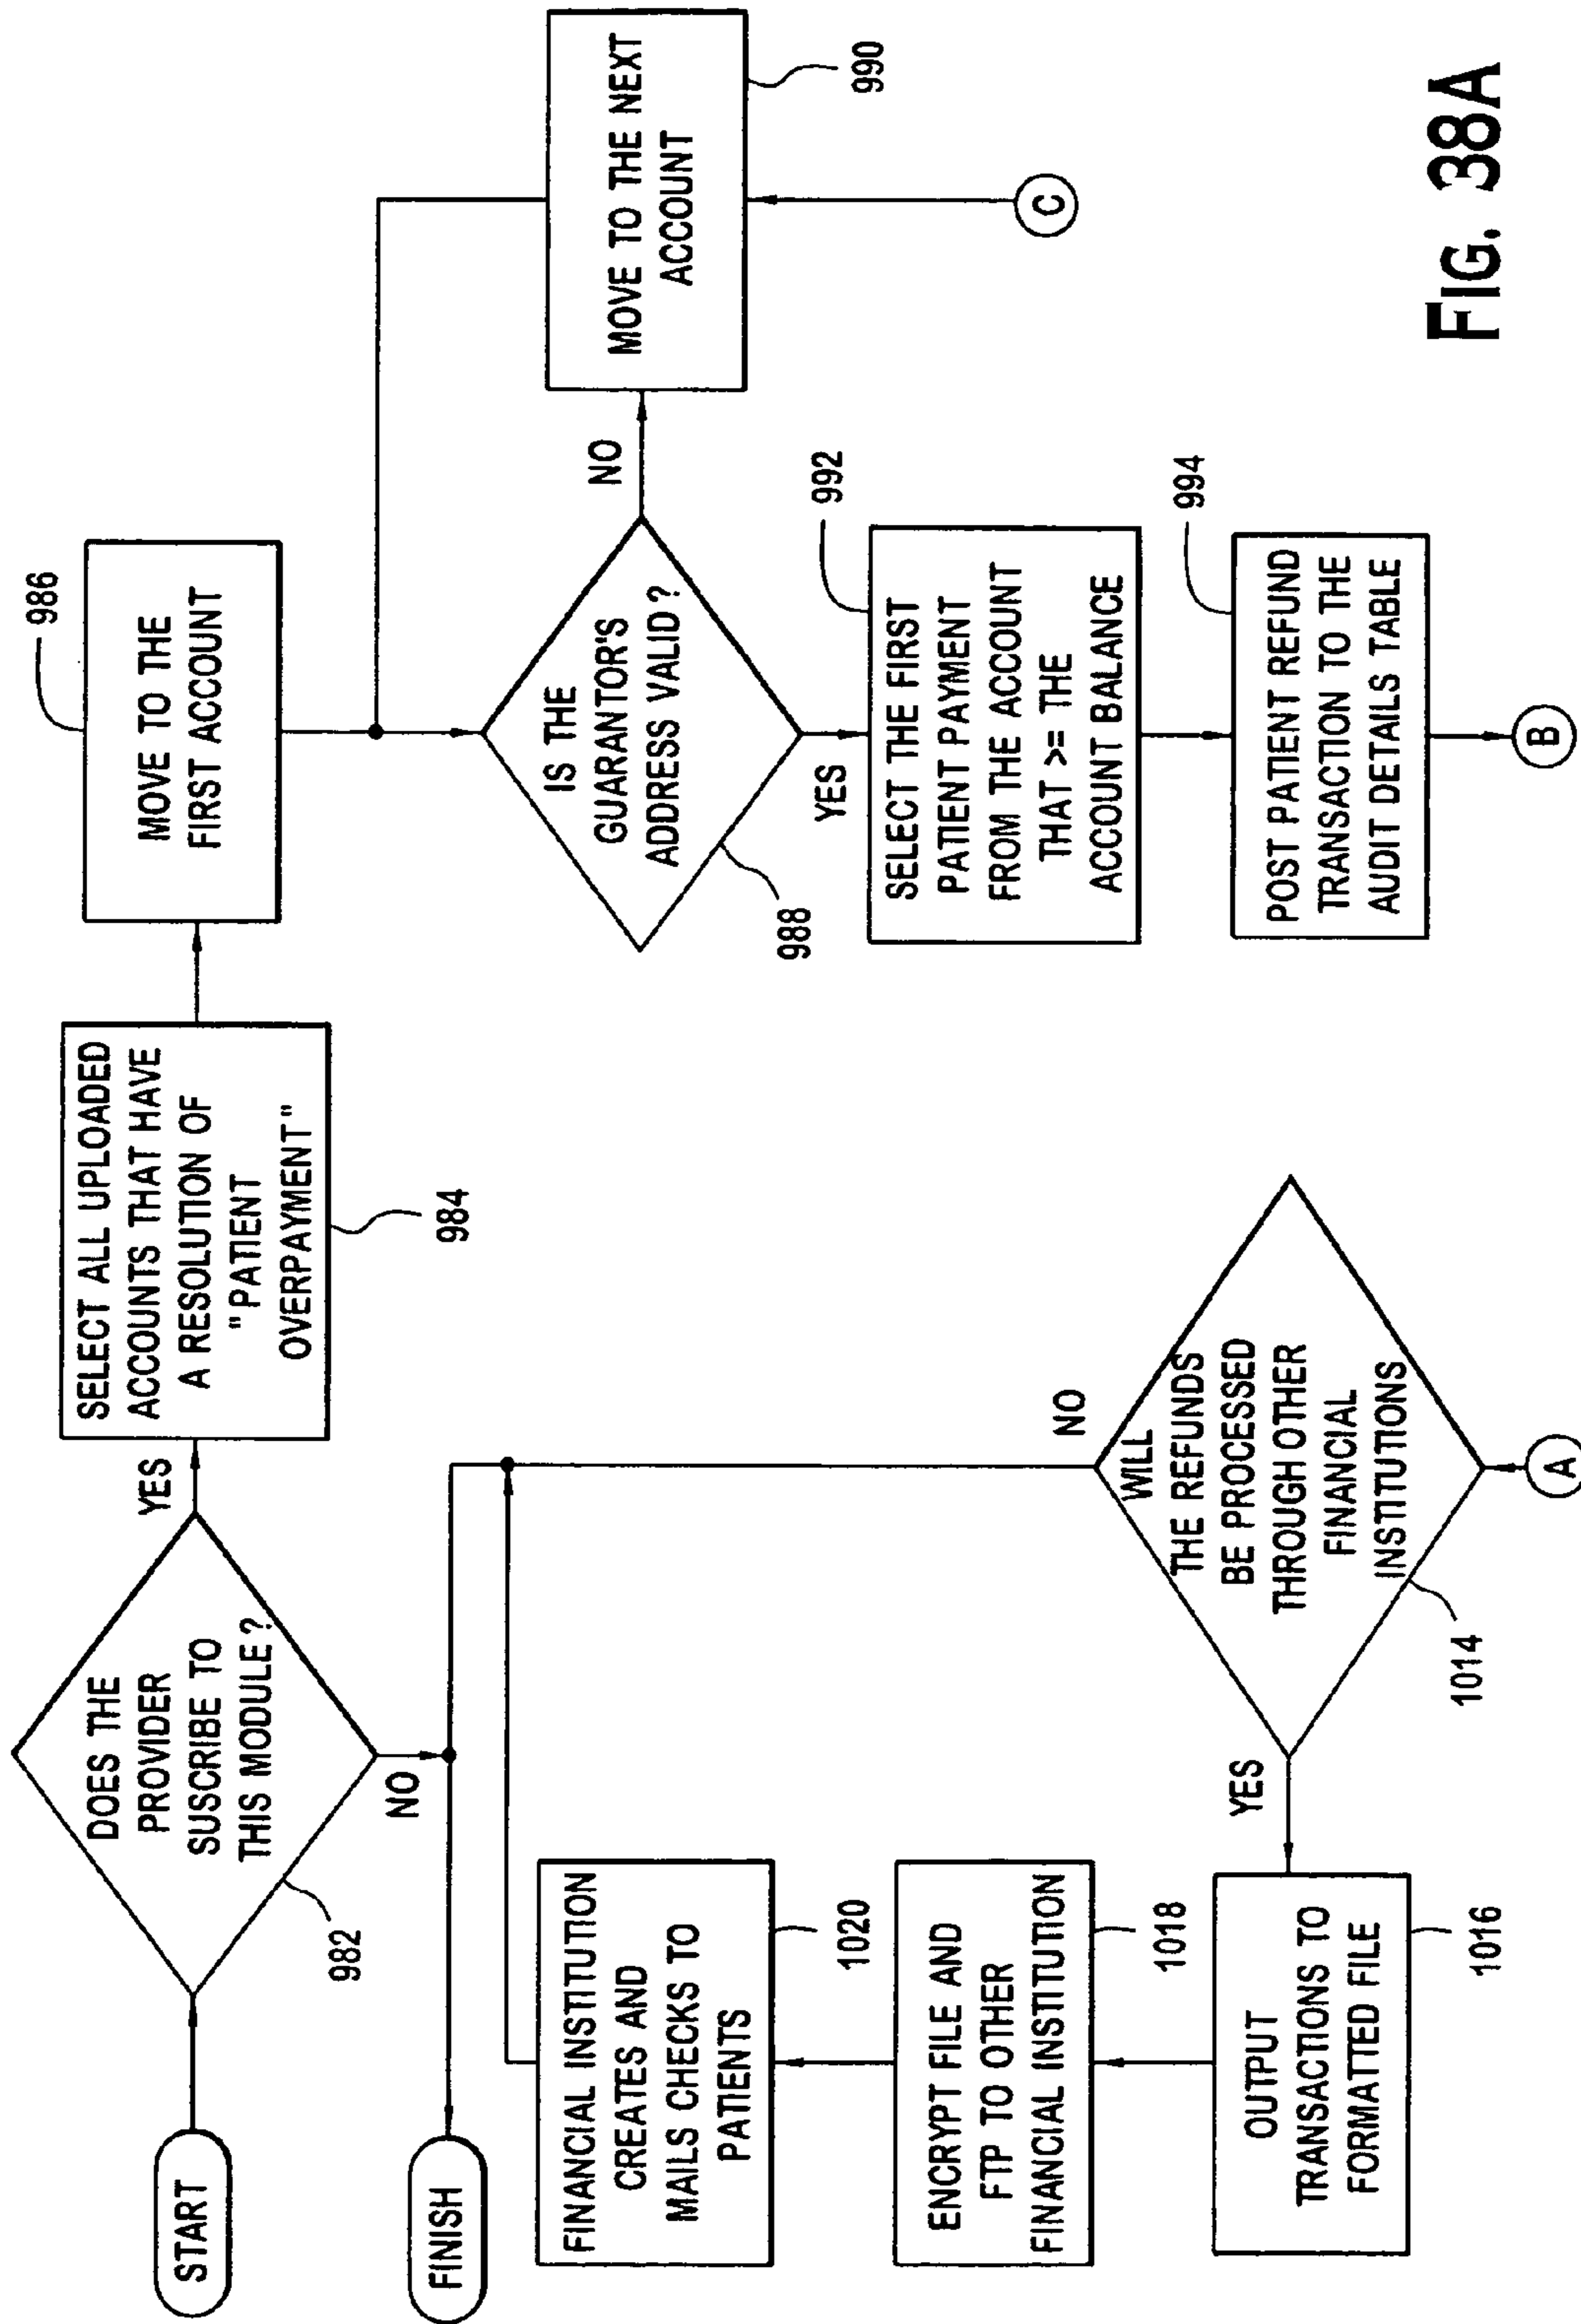 START
DOES THE
PROVIDER
SUSCRIBE TO
THIS MODULE?
982
YES
NO
SELECT ALL UPLOADED
ACCOUNTS THAT HAVE
A RESOLUTION OF
"PATIENT
OVERPAYMENT"
984
MOVE TO THE
FIRST ACCOUNT
986
IS THE
GUARANTOR'S
ADDRESS VALID?
988
NO
YES
MOVE TO THE NEXT
ACCOUNT
990
C
SELECT THE FIRST
PATIENT PAYMENT
FROM THE ACCOUNT
THAT >= THE
ACCOUNT BALANCE
992
POST PATIENT REFUND
TRANSACTION TO THE
AUDIT DETAILS TABLE
994
B
FINISH
FINANCIAL INSTITUTION
CREATES AND
MAILS CHECKS TO
PATIENTS
1020
ENCRYPT FILE AND
FTP TO OTHER
FINANCIAL INSTITUTION
1018
OUTPUT
TRANSACTIONS TO
FORMATTED FILE
1016
YES
NO
WILL
THE REFUNDS
BE PROCESSED
THROUGH OTHER
FINANCIAL
INSTITUTIONS
1014
A
FIG. 38A